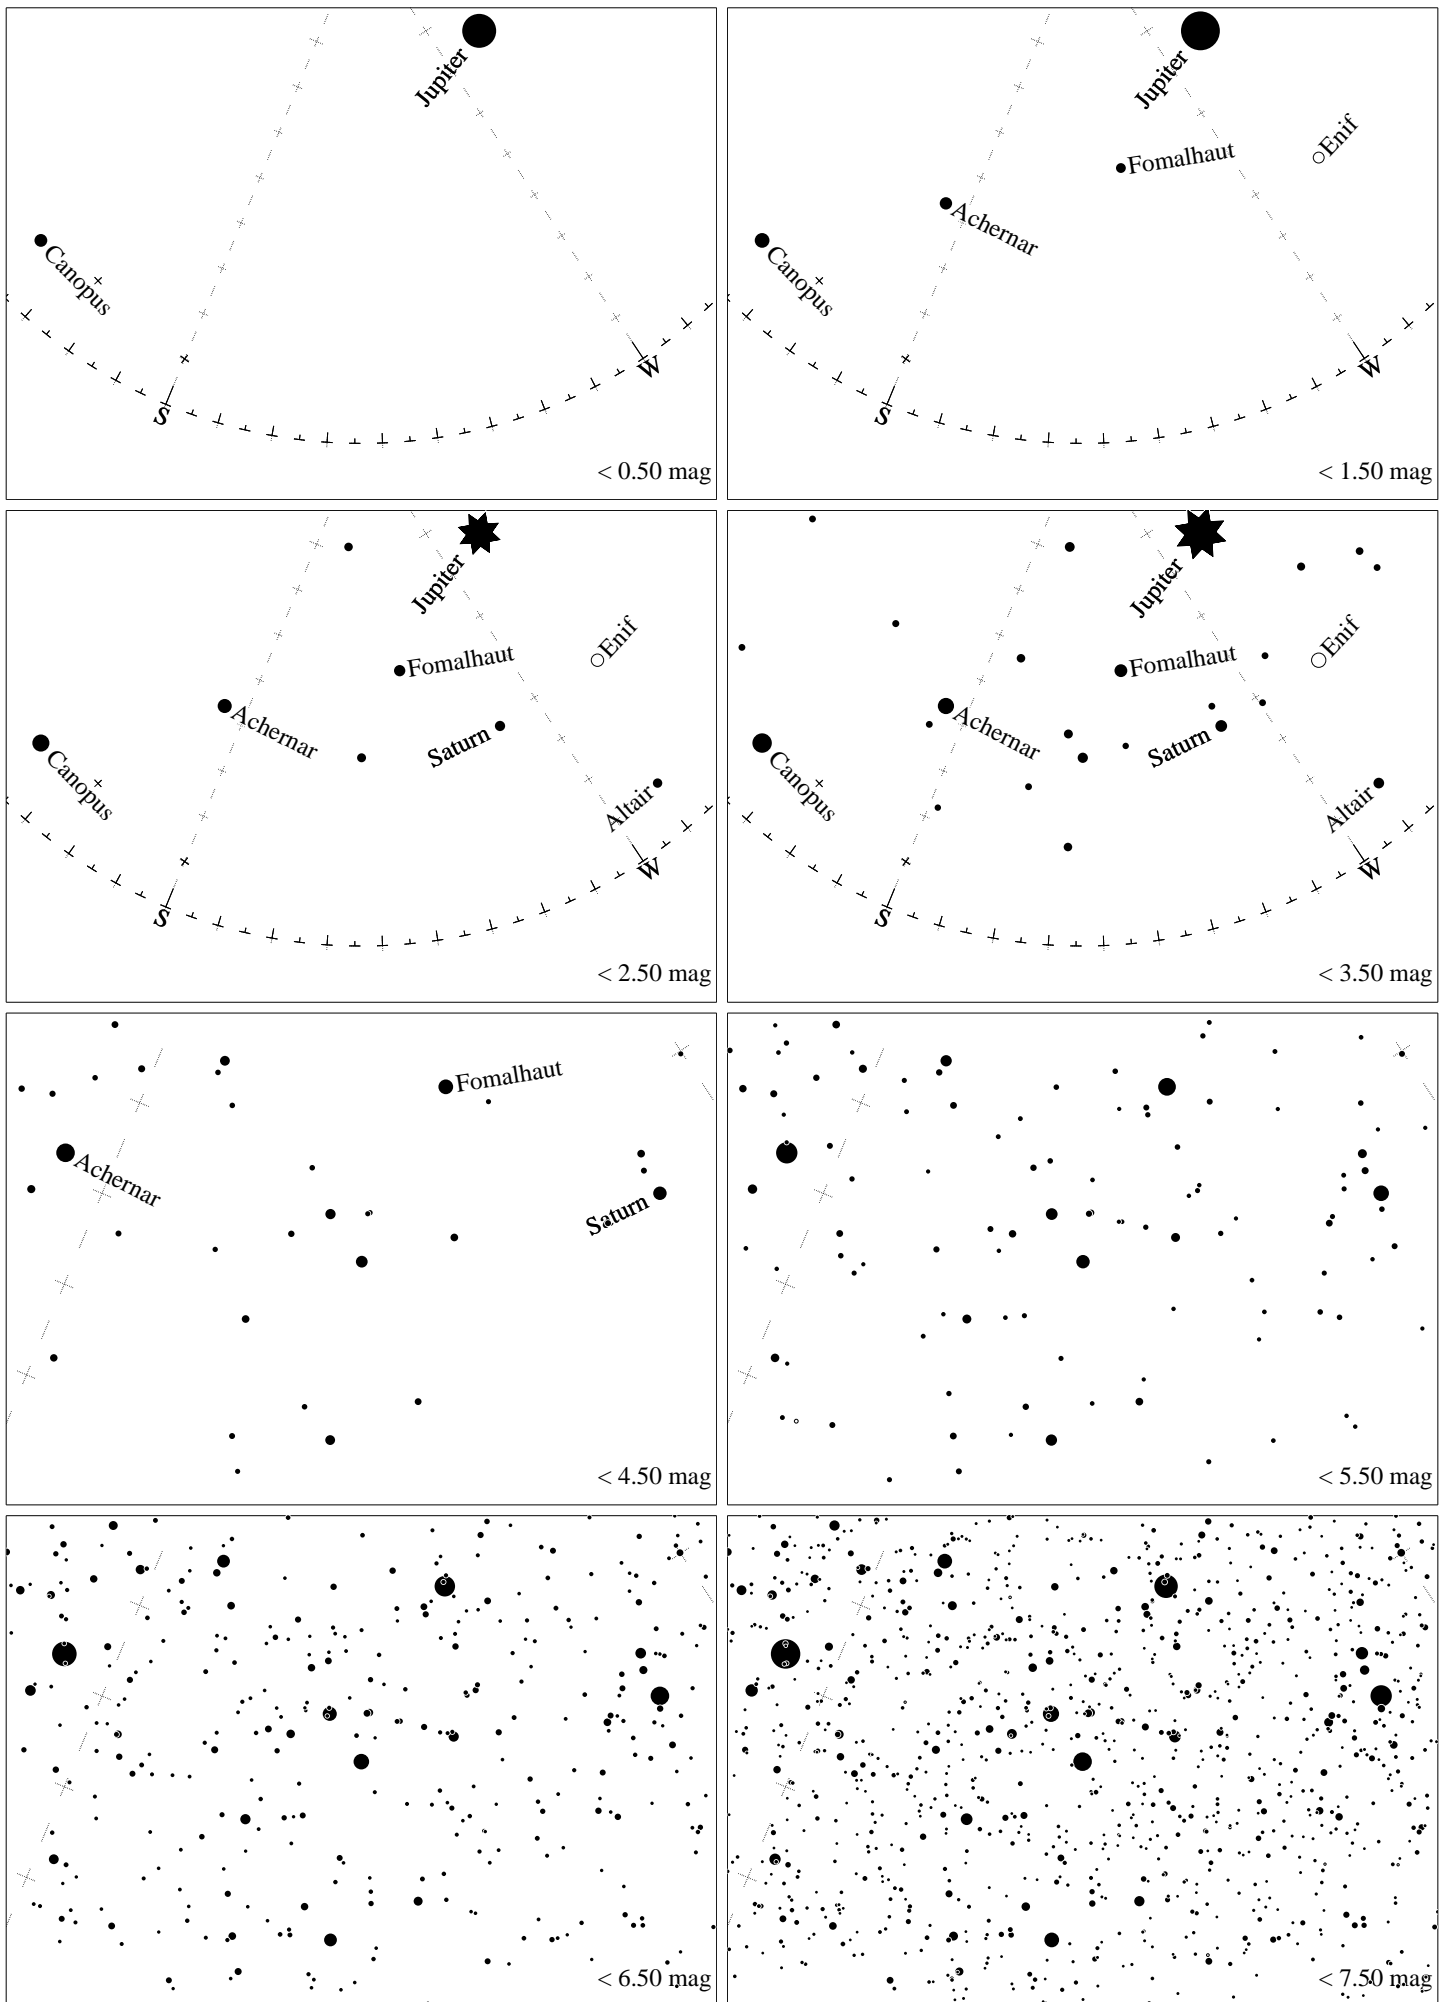 Jupiter
Canopus
S
W
< 0.50 mag
Jupiter
Enif
Fomalhaut
Achernar
Canopus
S
W
< 1.50 mag
Jupiter
Enif
Fomalhaut
Achernar
Saturn
Canopus
Altair
S
W
< 2.50 mag
Jupiter
Enif
Fomalhaut
Achernar
Saturn
Canopus
Altair
S
W
< 3.50 mag
Fomalhaut
Achernar
Saturn
< 4.50 mag
< 5.50 mag
< 6.50 mag
< 7.50 mag